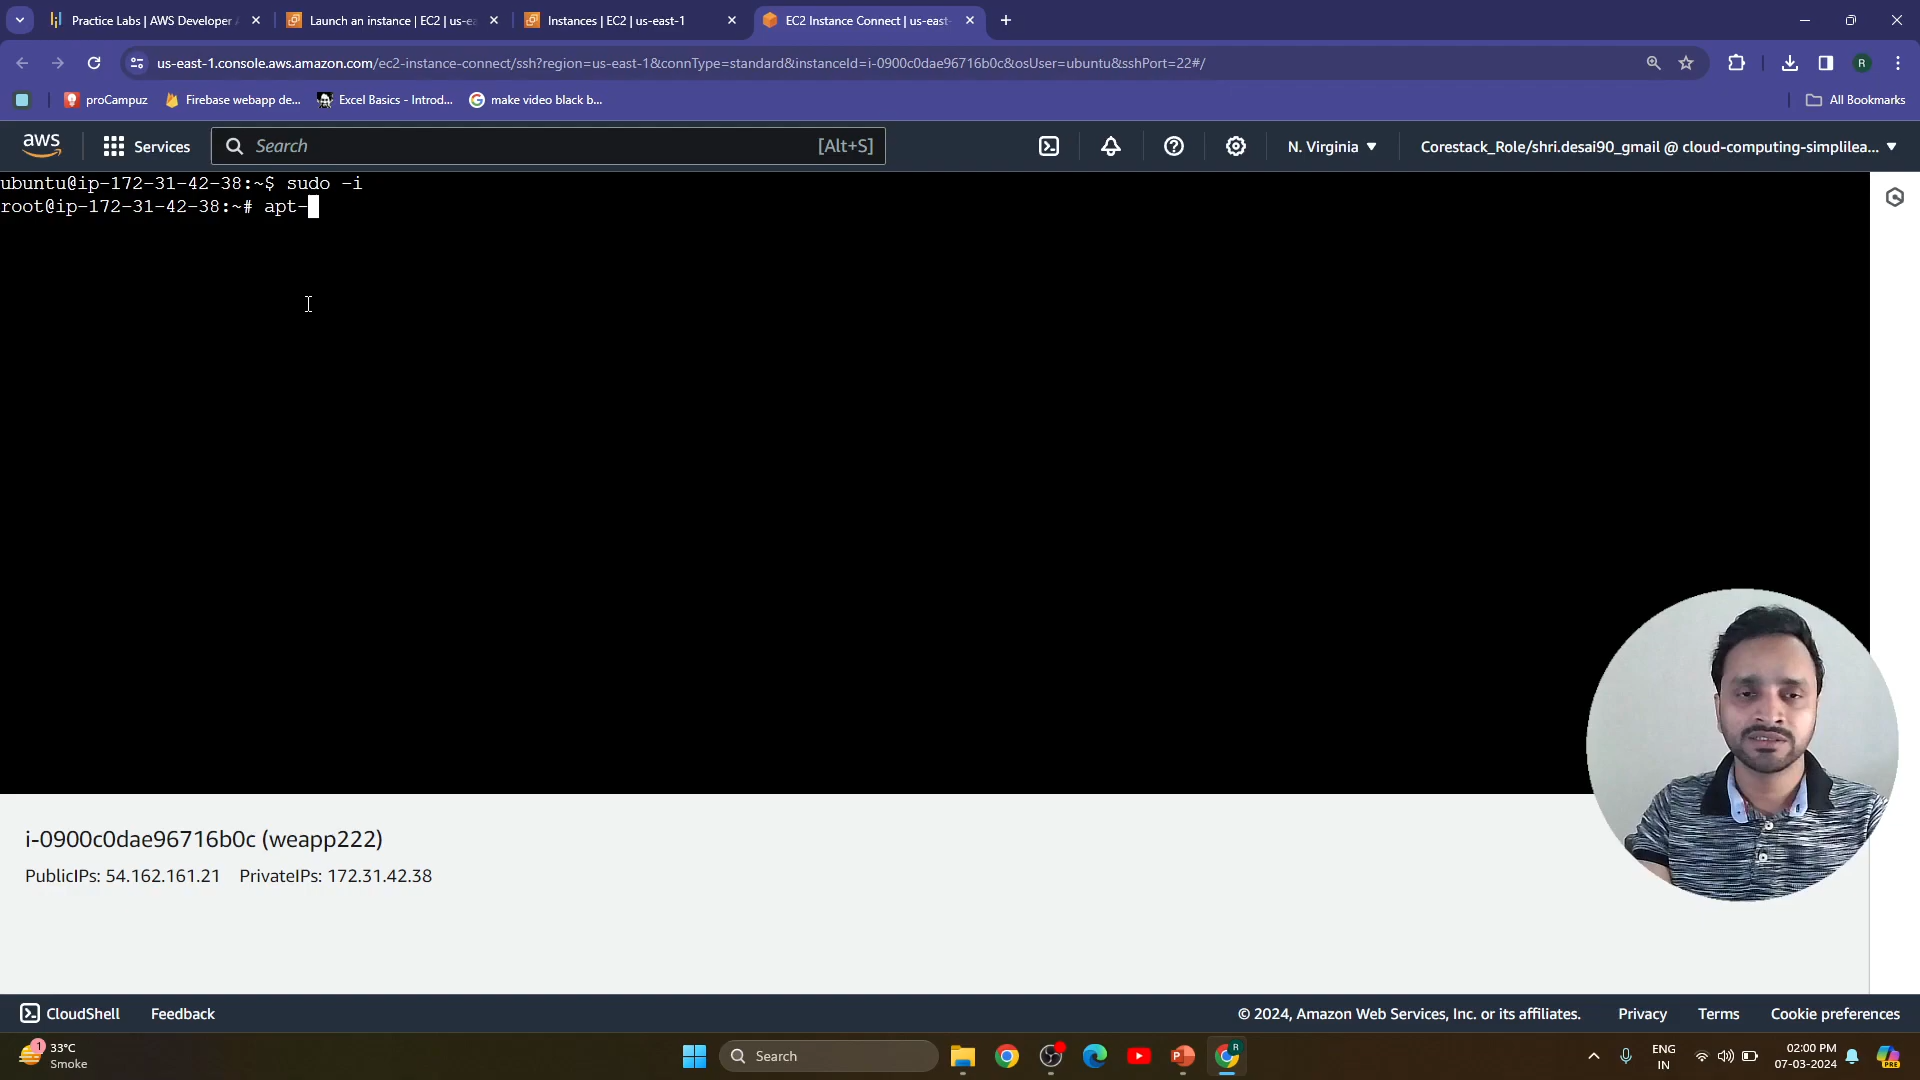 Practice Labs | AWS Developer
Launch an instance | EC2 | us-ea
Instances | EC2 | us-east-1
EC2 Instance Connect | us-east-
us-east-1.console.aws.amazon.com/ec2-instance-connect/ssh?region=us-east-1&connType=standard&instanceId=i-0900c0dae96716b0c&osUser=ubuntu&sshPort=22#/
R
proCampuz
Firebase webapp de...
Excel Basics - Introd...
make video black b...
All Bookmarks
aws
Services
Search
[Alt+S]
N. Virginia
Corestack_Role/shri.desai90_gmail @ cloud-computing-simplilea...
ubuntu@ip-172-31-42-38:~$ sudo -i
root@ip-172-31-42-38:~# apt-
i-0900c0dae96716b0c (weapp222)
PublicIPs: 54.162.161.21 PrivateIPs: 172.31.42.38
CloudShell
Feedback
© 2024, Amazon Web Services, Inc. or its affiliates.
Privacy
Terms
Cookie preferences
1
33°C
Smoke
Search
R
ENG
IN
02:00 PM
07-03-2024
PRE